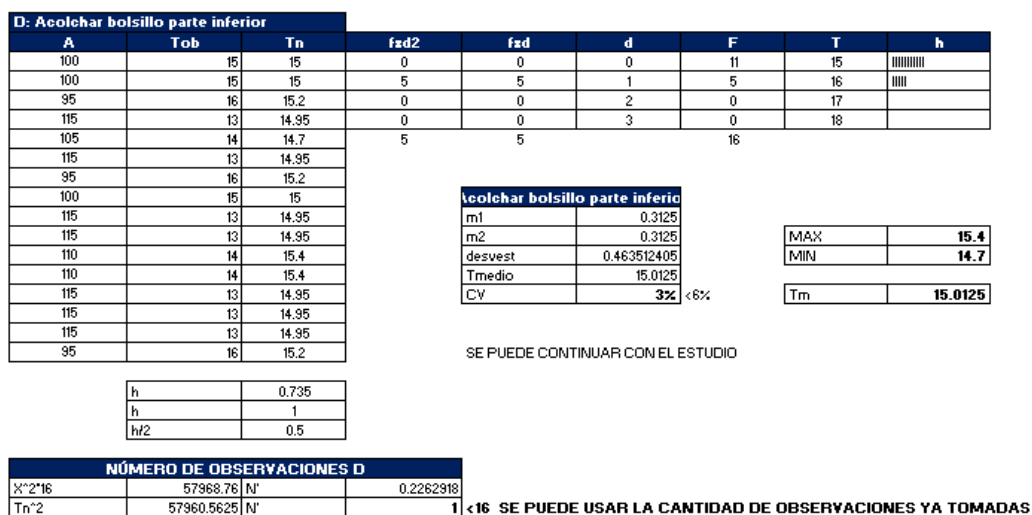 D: Acolchar bolsillo parte inferior
A Tob Tn fxd2 fxd d F T h
100 15 15 0 0 0 11 15 |||||||||||
100 15 15 5 5 1 5 16 |||||
95 16 15.2 0 0 2 0 17
115 13 14.95 0 0 3 0 18
105 14 14.7 5 5 16
115 13 14.95
95 16 15.2
100 15 15 Acolchar bolsillo parte inferio
115 13 14.95 m1 0.3125
115 13 14.95 m2 0.3125 MAX 15.4
110 14 15.4 desvest 0.463512405 MIN 14.7
110 14 15.4 Tmedio 15.0125
115 13 14.95 CV 3% <6% Tm 15.0125
115 13 14.95
115 13 14.95
95 16 15.2 SE PUEDE CONTINUAR CON EL ESTUDIO
h 0.735
h 1
h/2 0.5
NÚMERO DE OBSERVACIONES D
X^2*16 57968.76 N' 0.2262918
Tn^2 57960.5625 N' 1 <16 SE PUEDE USAR LA CANTIDAD DE OBSERVACIONES YA TOMADAS